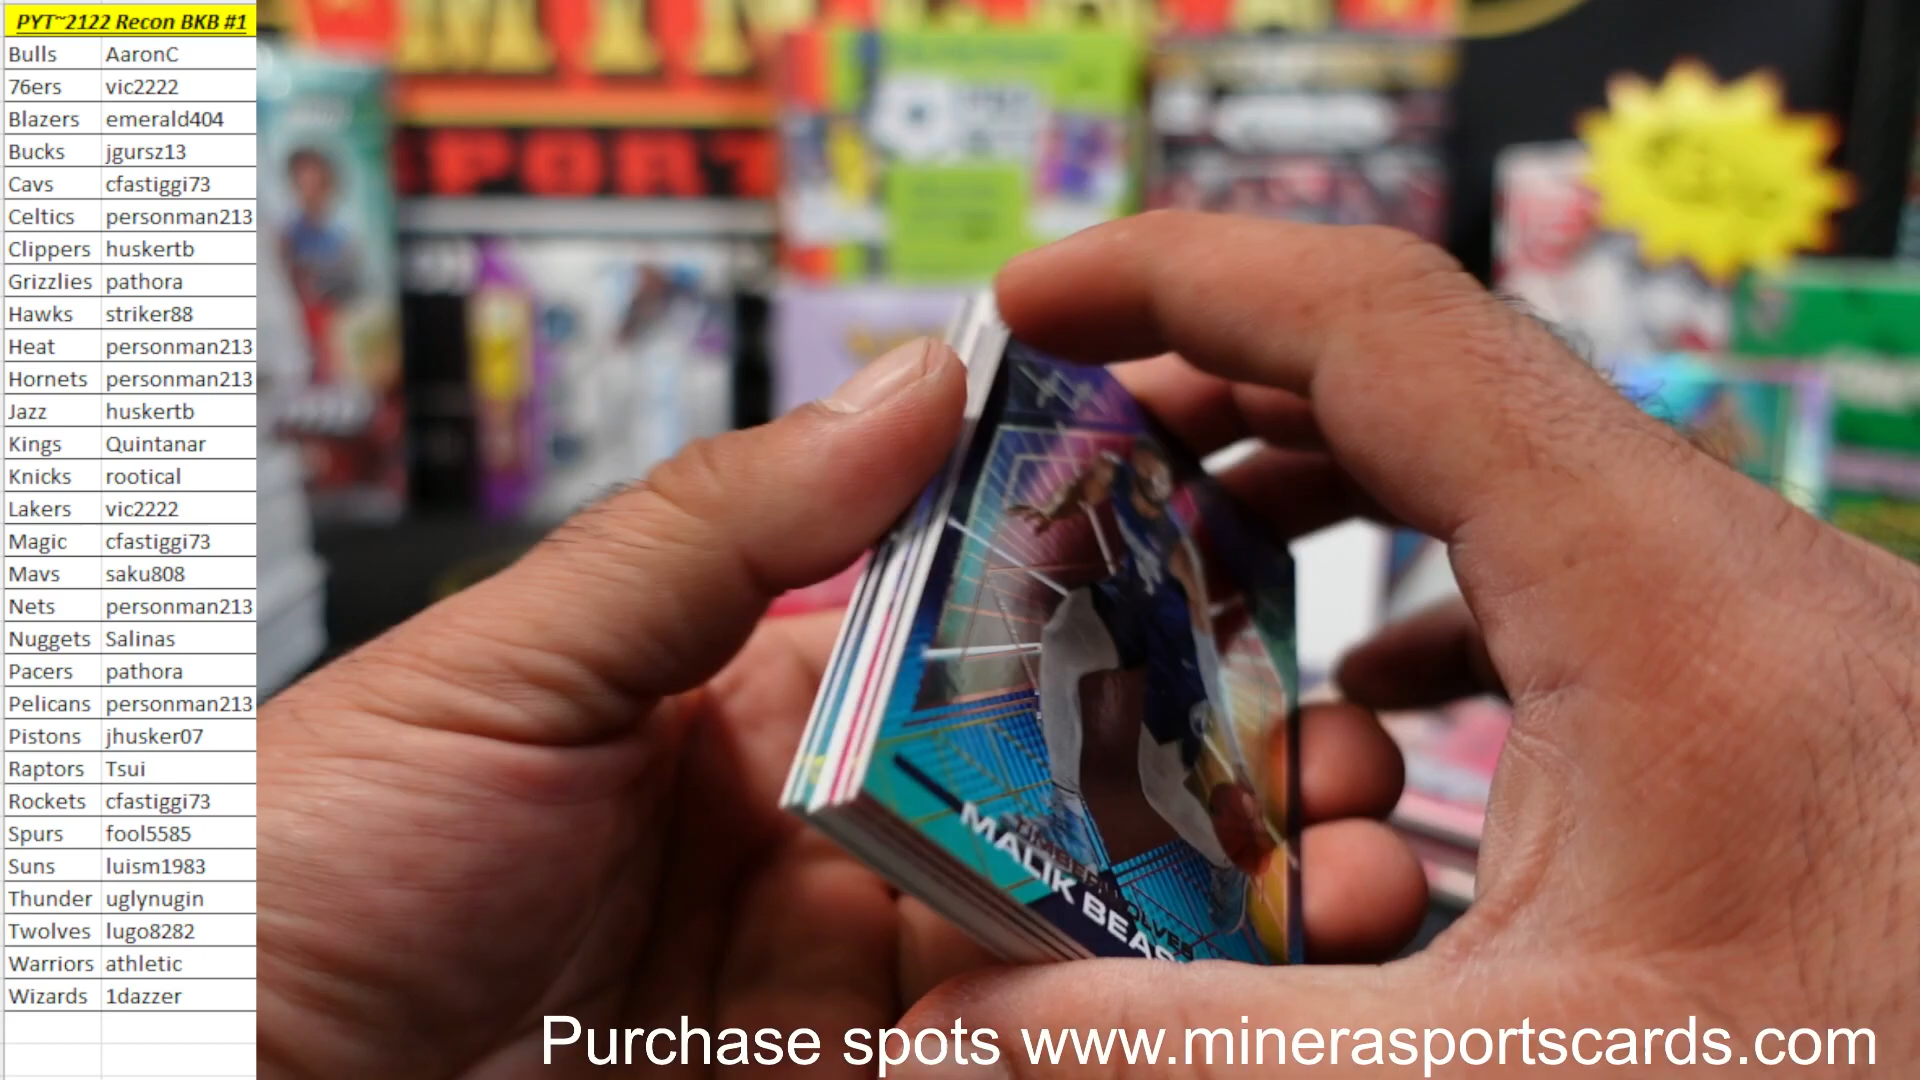 PYT~2122 Recon BKB #1
Bulls AaronC
76ers vic2222
Blazers emerald404
Bucks jgursz13
Cavs cfastiggi73
Celtics personman213
Clippers huskertb
Grizzlies pathora
Hawks striker88
Heat personman213
Hornets personman213
Jazz huskertb
Kings Quintanar
Knicks rootical
Lakers vic2222
Magic cfastiggi73
Mavs saku808
Nets personman213
Nuggets Salinas
Pacers pathora
Pelicans personman213
Pistons jhusker07
Raptors Tsui
Rockets cfastiggi73
Spurs fool5585
Suns luism1983
Thunder uglynugin
Twolves lugo8282
Warriors athletic
Wizards 1dazzer
MALIK
Purchase spots www.minerasportscards.com